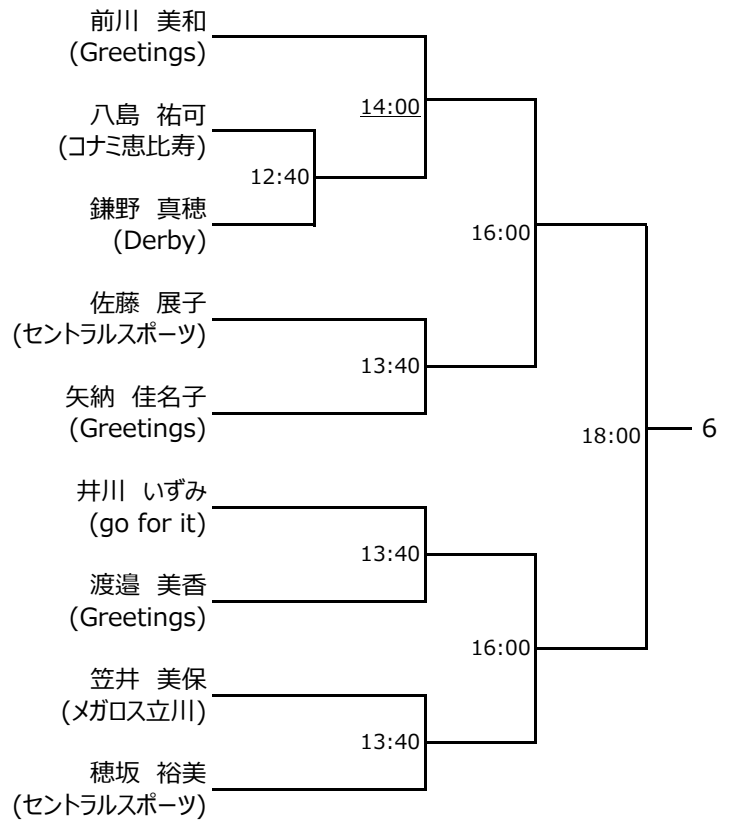 前川 美和
(Greetings)
14:00
八島 祐可
(コナミ恵比寿)
12:40
鎌野 真穂
(Derby)
16:00
佐藤 展子
(セントラルスポーツ)
13:40
矢納 佳名子
(Greetings)
18:00
6
井川 いずみ
(go for it)
13:40
渡邉 美香
(Greetings)
16:00
笠井 美保
(メガロス立川)
13:40
穂坂 裕美
(セントラルスポーツ)